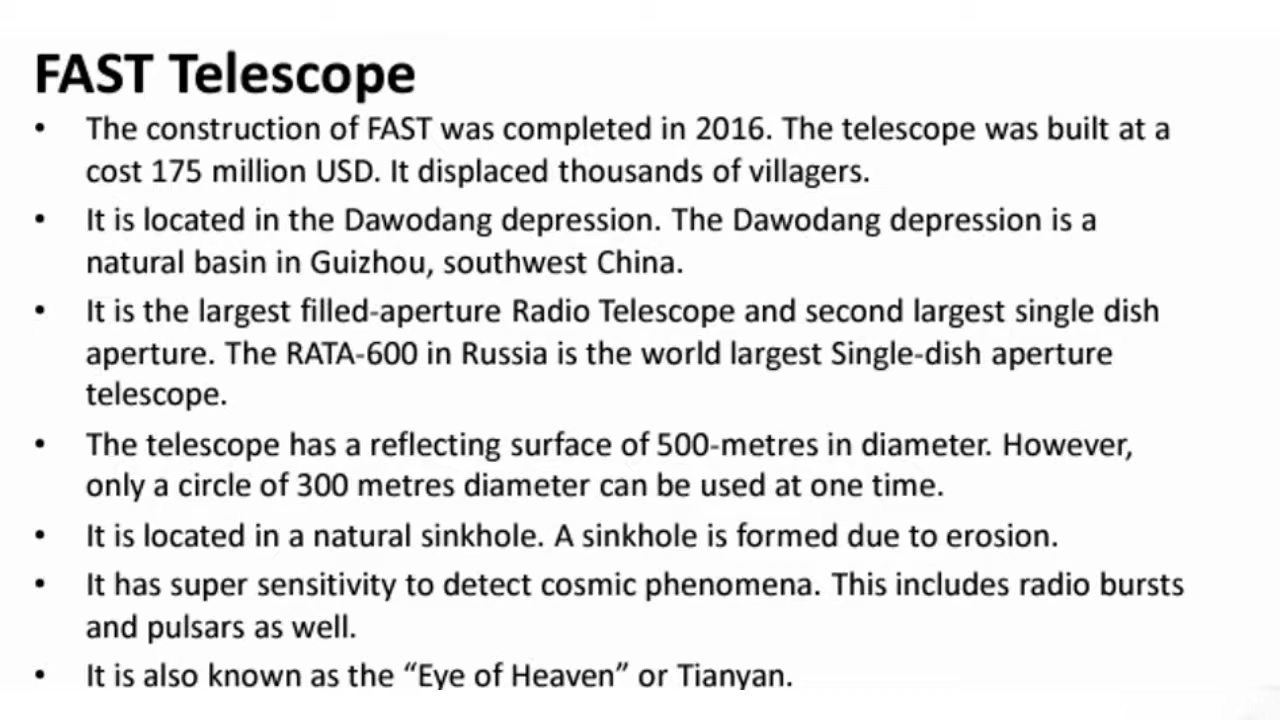 FAST Telescope
• The construction of FAST was completed in 2016. The telescope was built at a
cost 175 million USD. It displaced thousands of villagers.
• It is located in the Dawodang depression. The Dawodang depression is a
natural basin in Guizhou, southwest China.
• It is the largest filled-aperture Radio Telescope and second largest single dish
aperture. The RATA-600 in Russia is the world largest Single-dish aperture
telescope.
• The telescope has a reflecting surface of 500-metres in diameter. However,
only a circle of 300 metres diameter can be used at one time.
• It is located in a natural sinkhole. A sinkhole is formed due to erosion.
• It has super sensitivity to detect cosmic phenomena. This includes radio bursts
and pulsars as well.
• It is also known as the “Eye of Heaven” or Tianyan.